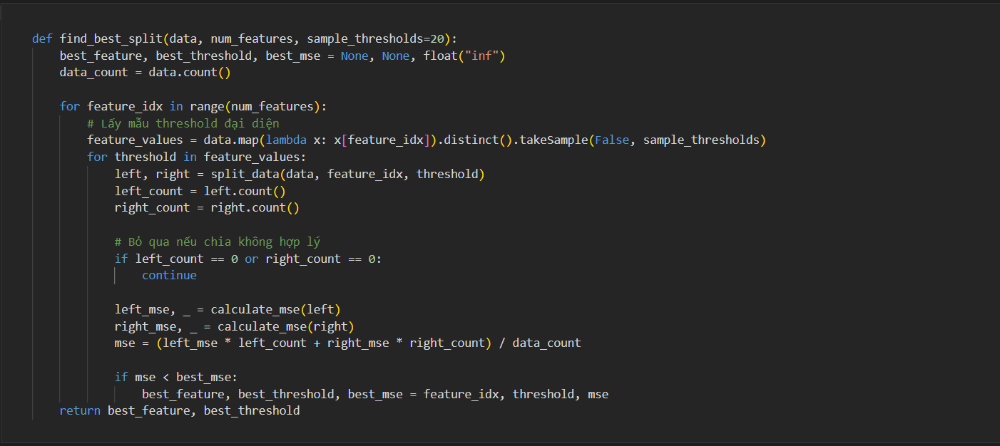 def find_best_split(data, num_features, sample_thresholds=20):
    best_feature, best_threshold, best_mse = None, None, float("inf")
    data_count = data.count()

    for feature_idx in range(num_features):
        # Lấy mẫu threshold đại diện
        feature_values = data.map(lambda x: x[feature_idx]).distinct().takeSample(False, sample_thresholds)
        for threshold in feature_values:
            left, right = split_data(data, feature_idx, threshold)
            left_count = left.count()
            right_count = right.count()

            # Bỏ qua nếu chia không hợp lý
            if left_count == 0 or right_count == 0:
                continue

            left_mse, _ = calculate_mse(left)
            right_mse, _ = calculate_mse(right)
            mse = (left_mse * left_count + right_mse * right_count) / data_count

            if mse < best_mse:
                best_feature, best_threshold, best_mse = feature_idx, threshold, mse
    return best_feature, best_threshold